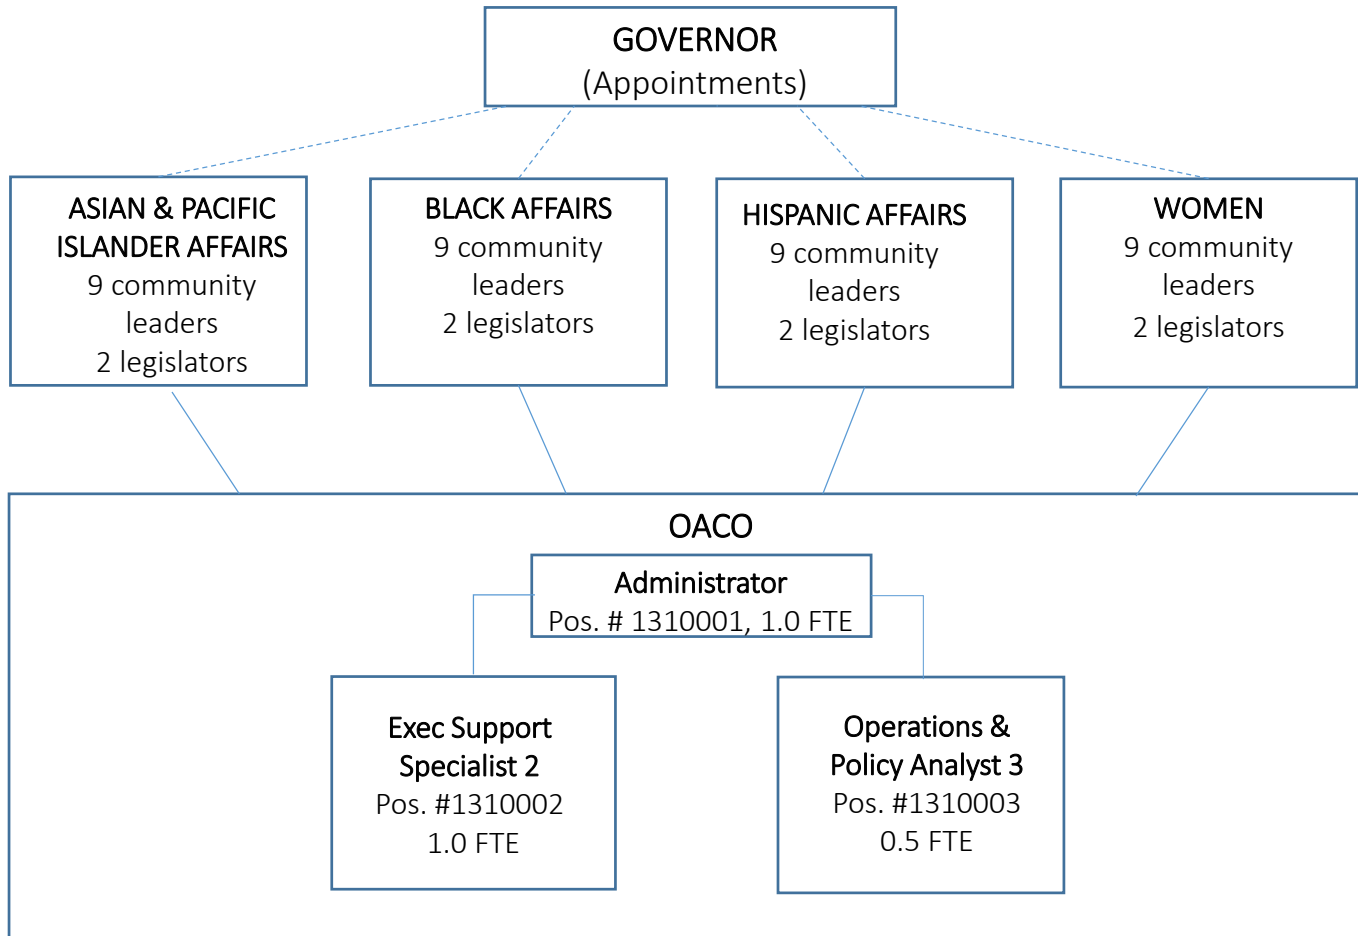 GOVERNOR
(Appointments)
ASIAN & PACIFIC
ISLANDER AFFAIRS
9 community
leaders
2 legislators
BLACK AFFAIRS
9 community
leaders
2 legislators
HISPANIC AFFAIRS
9 community
leaders
2 legislators
WOMEN
9 community
leaders
2 legislators
OACO
Administrator
Pos. # 1310001, 1.0 FTE
Exec Support
Specialist 2
Pos. #1310002
1.0 FTE
Operations &
Policy Analyst 3
Pos. #1310003
0.5 FTE